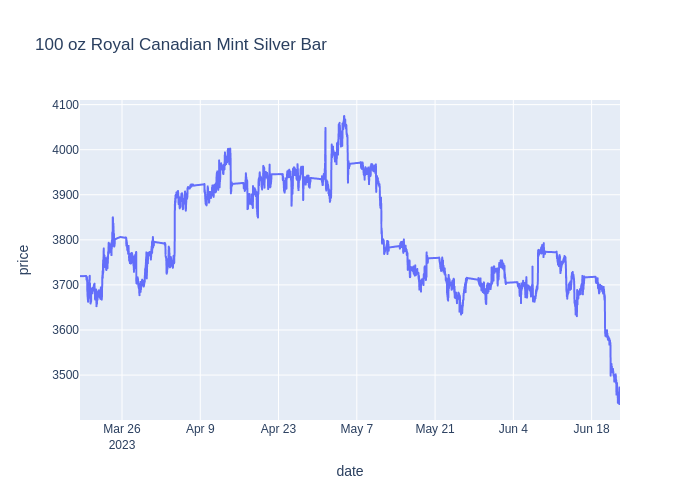 100 oz Royal Canadian Mint Silver Bar
4100
4000
3900
3800
3700
3600
3500
price
Mar 26
2023
Apr 9
Apr 23
May 7
May 21
Jun 4
Jun 18
date